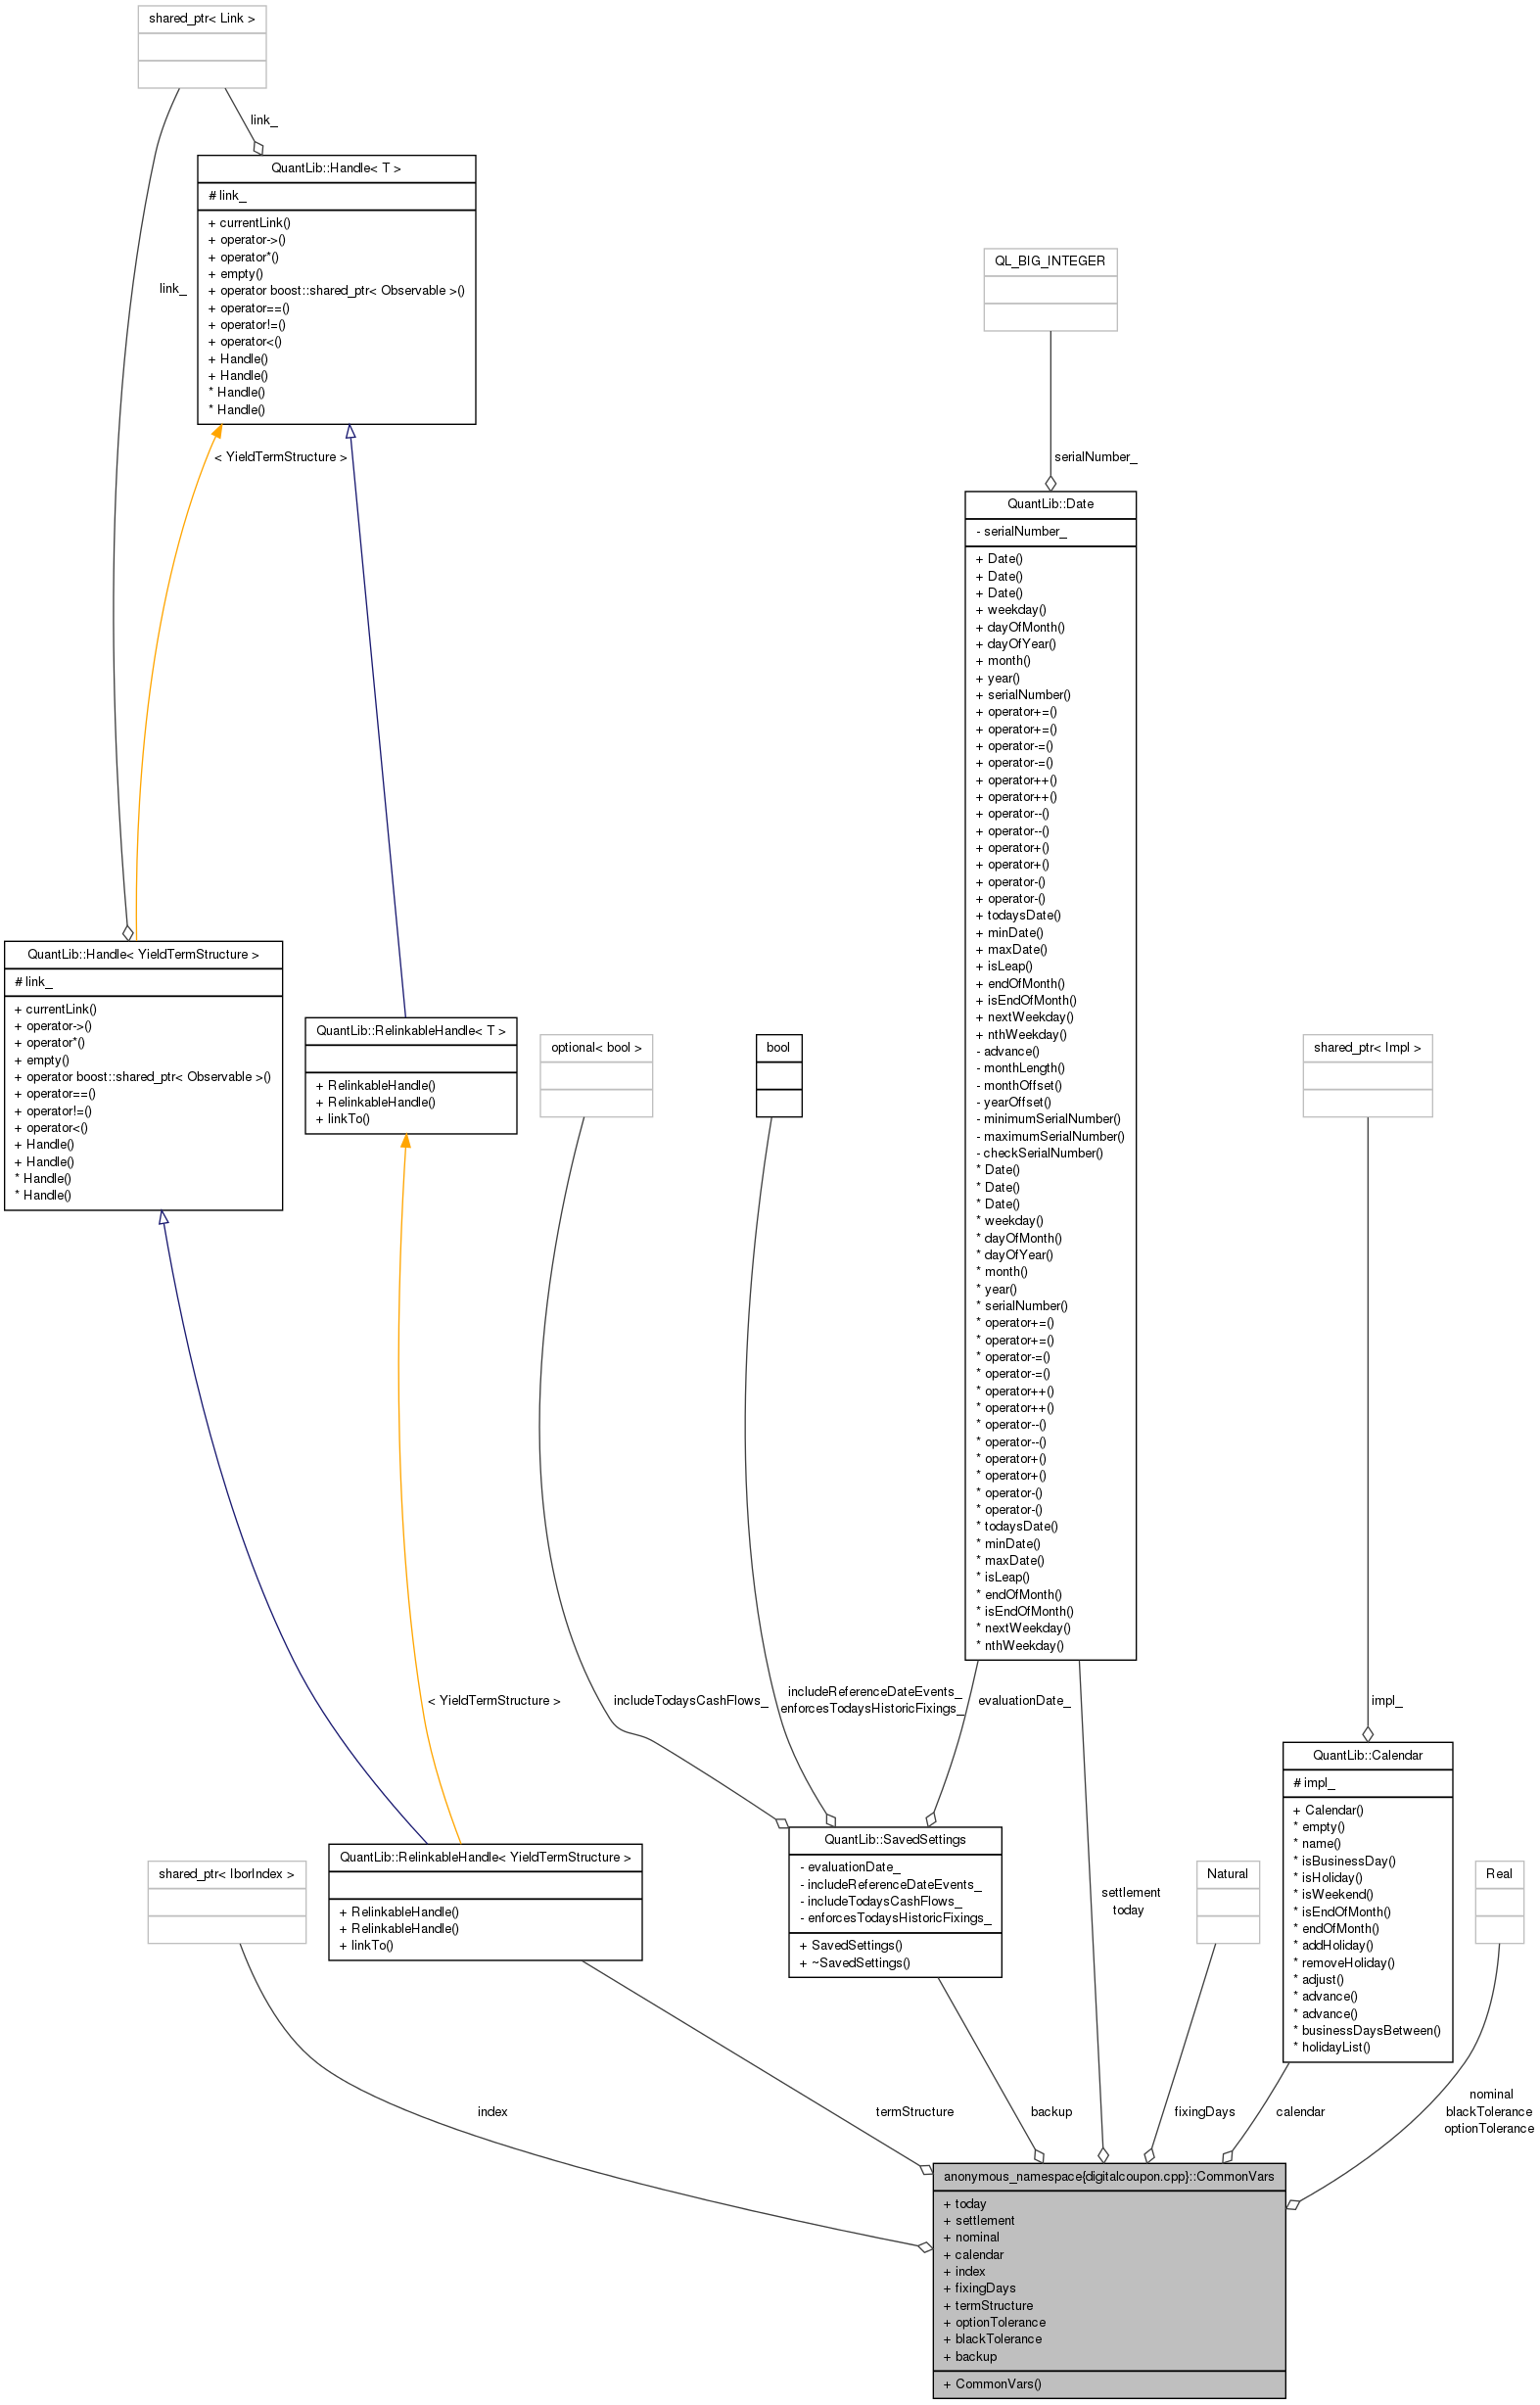 shared_ptr< Link >
link_
QuantLib::Handle< T >
# link_
+ currentLink()
+ operator->()
+ operator*()
+ empty()
+ operator boost::shared_ptr< Observable >()
+ operator==()
+ operator!=()
+ operator<()
+ Handle()
+ Handle()
* Handle()
* Handle()
link_
< YieldTermStructure >
QL_BIG_INTEGER
serialNumber_
QuantLib::Date
- serialNumber_
+ Date()
+ Date()
+ Date()
+ weekday()
+ dayOfMonth()
+ dayOfYear()
+ month()
+ year()
+ serialNumber()
+ operator+=()
+ operator+=()
+ operator-=()
+ operator-=()
+ operator++()
+ operator++()
+ operator--()
+ operator--()
+ operator+()
+ operator+()
+ operator-()
+ operator-()
+ todaysDate()
+ minDate()
+ maxDate()
+ isLeap()
+ endOfMonth()
+ isEndOfMonth()
+ nextWeekday()
+ nthWeekday()
- advance()
- monthLength()
- monthOffset()
- yearOffset()
- minimumSerialNumber()
- maximumSerialNumber()
- checkSerialNumber()
* Date()
* Date()
* Date()
* weekday()
* dayOfMonth()
* dayOfYear()
* month()
* year()
* serialNumber()
* operator+=()
* operator+=()
* operator-=()
* operator-=()
* operator++()
* operator++()
* operator--()
* operator--()
* operator+()
* operator+()
* operator-()
* operator-()
* todaysDate()
* minDate()
* maxDate()
* isLeap()
* endOfMonth()
* isEndOfMonth()
* nextWeekday()
* nthWeekday()
QuantLib::Handle< YieldTermStructure >
# link_
+ currentLink()
+ operator->()
+ operator*()
+ empty()
+ operator boost::shared_ptr< Observable >()
+ operator==()
+ operator!=()
+ operator<()
+ Handle()
+ Handle()
* Handle()
* Handle()
QuantLib::RelinkableHandle< T >
+ RelinkableHandle()
+ RelinkableHandle()
+ linkTo()
optional< bool >
bool
shared_ptr< Impl >
< YieldTermStructure >
includeTodaysCashFlows_
includeReferenceDateEvents_
enforcesTodaysHistoricFixings_
evaluationDate_
impl_
QuantLib::Calendar
# impl_
+ Calendar()
* empty()
* name()
* isBusinessDay()
* isHoliday()
* isWeekend()
* isEndOfMonth()
* endOfMonth()
* addHoliday()
* removeHoliday()
* adjust()
* advance()
* advance()
* businessDaysBetween()
* holidayList()
shared_ptr< IborIndex >
QuantLib::RelinkableHandle< YieldTermStructure >
+ RelinkableHandle()
+ RelinkableHandle()
+ linkTo()
QuantLib::SavedSettings
- evaluationDate_
- includeReferenceDateEvents_
- includeTodaysCashFlows_
- enforcesTodaysHistoricFixings_
+ SavedSettings()
+ ~SavedSettings()
settlement
today
Natural
Real
index
termStructure
backup
fixingDays
calendar
nominal
blackTolerance
optionTolerance
anonymous_namespace{digitalcoupon.cpp}::CommonVars
+ today
+ settlement
+ nominal
+ calendar
+ index
+ fixingDays
+ termStructure
+ optionTolerance
+ blackTolerance
+ backup
+ CommonVars()